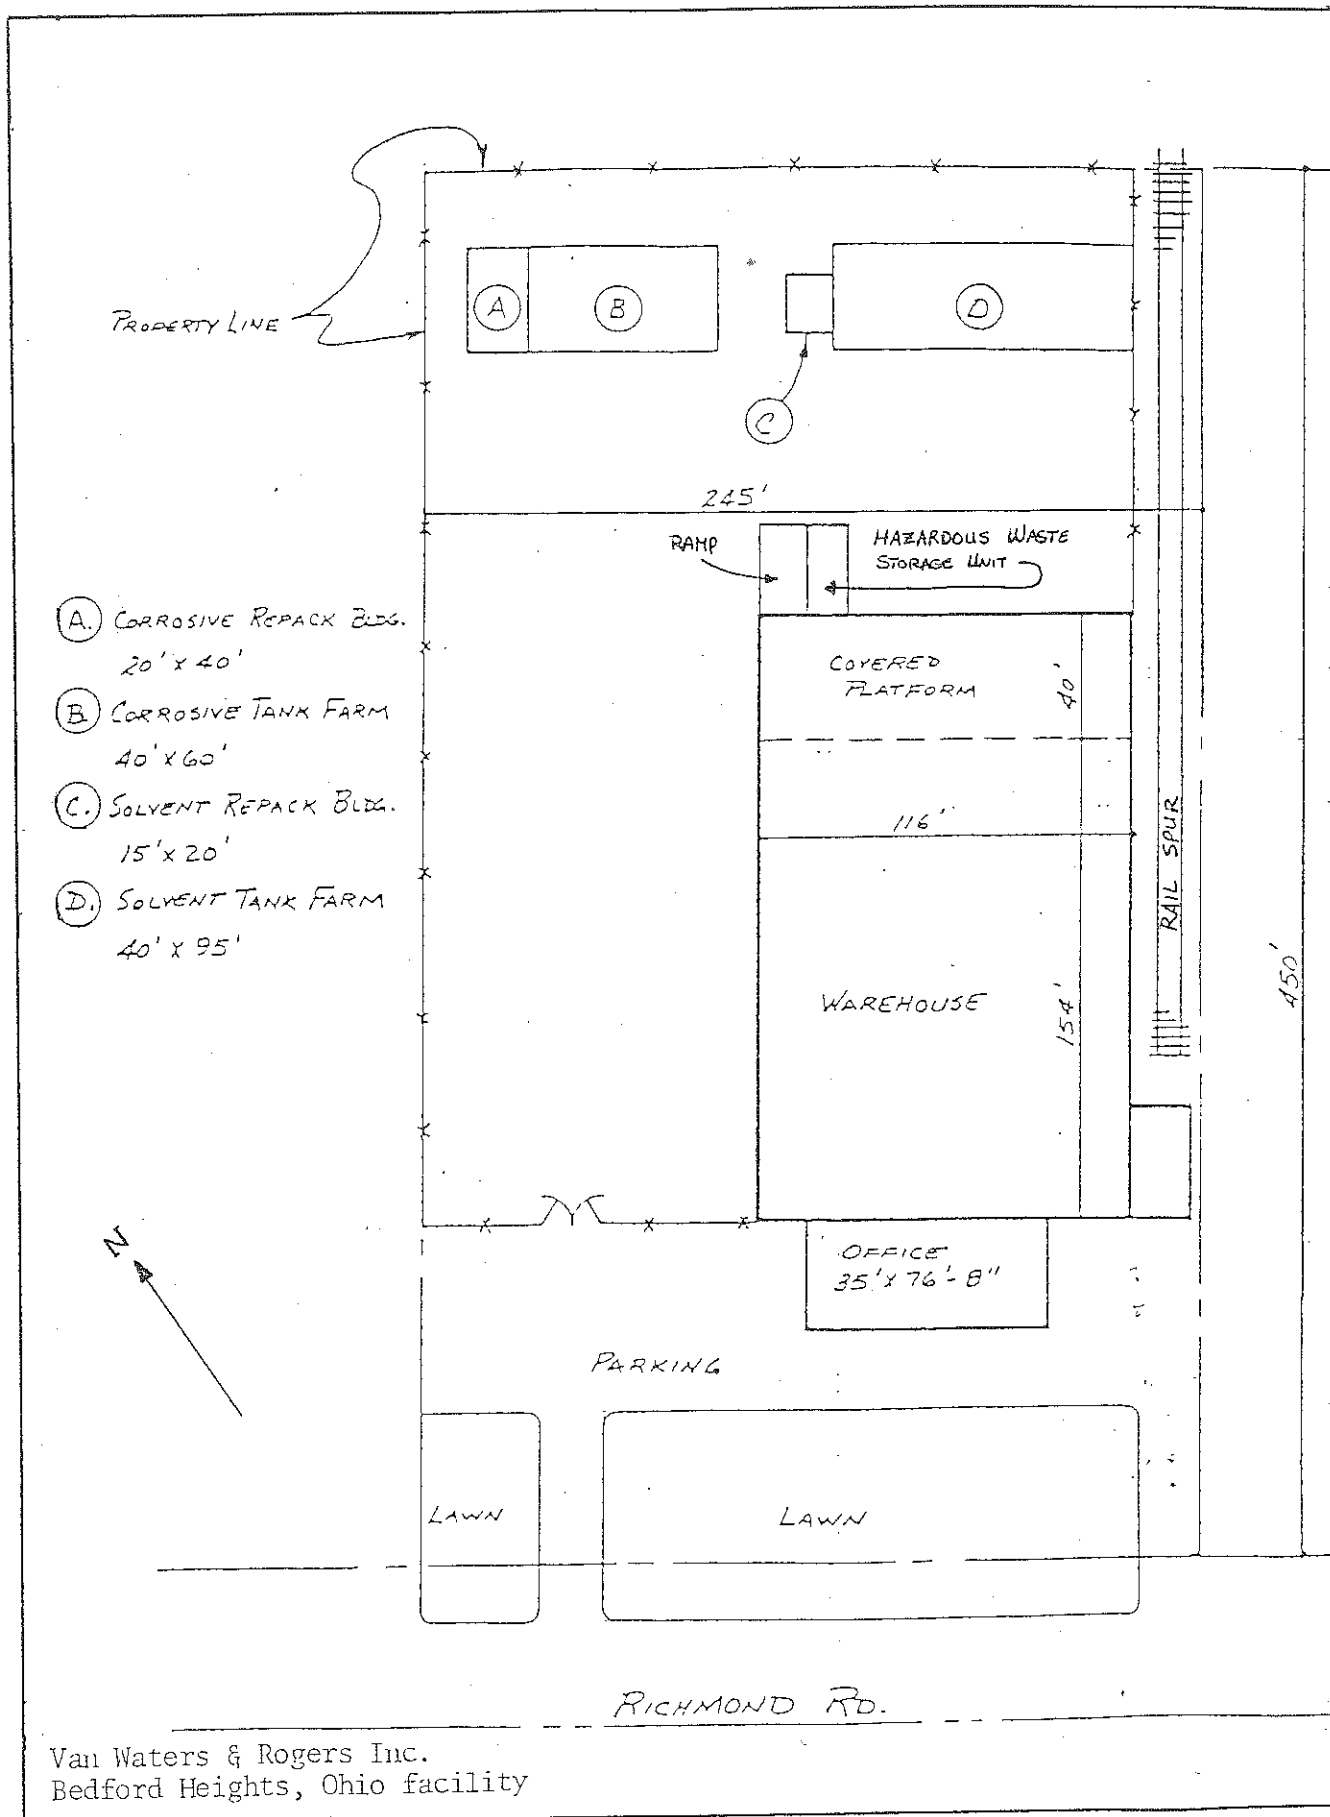 PROPERTY LINE
A
B
C
D
245'
RAMP
HAZARDOUS WASTE
STORAGE UNIT
A. CORROSIVE REPACK BLDG.
20' x 40'
B CORROSIVE TANK FARM
40' x 60'
C. SOLVENT REPACK BLDG.
15' x 20'
D. SOLVENT TANK FARM
40' x 95'
COVERED
PLATFORM
40'
116'
RAIL SPUR
WAREHOUSE
154'
450'
N
OFFICE
35' x 76'-8"
PARKING
LAWN
LAWN
RICHMOND RD.
Van Waters & Rogers Inc.
Bedford Heights, Ohio facility